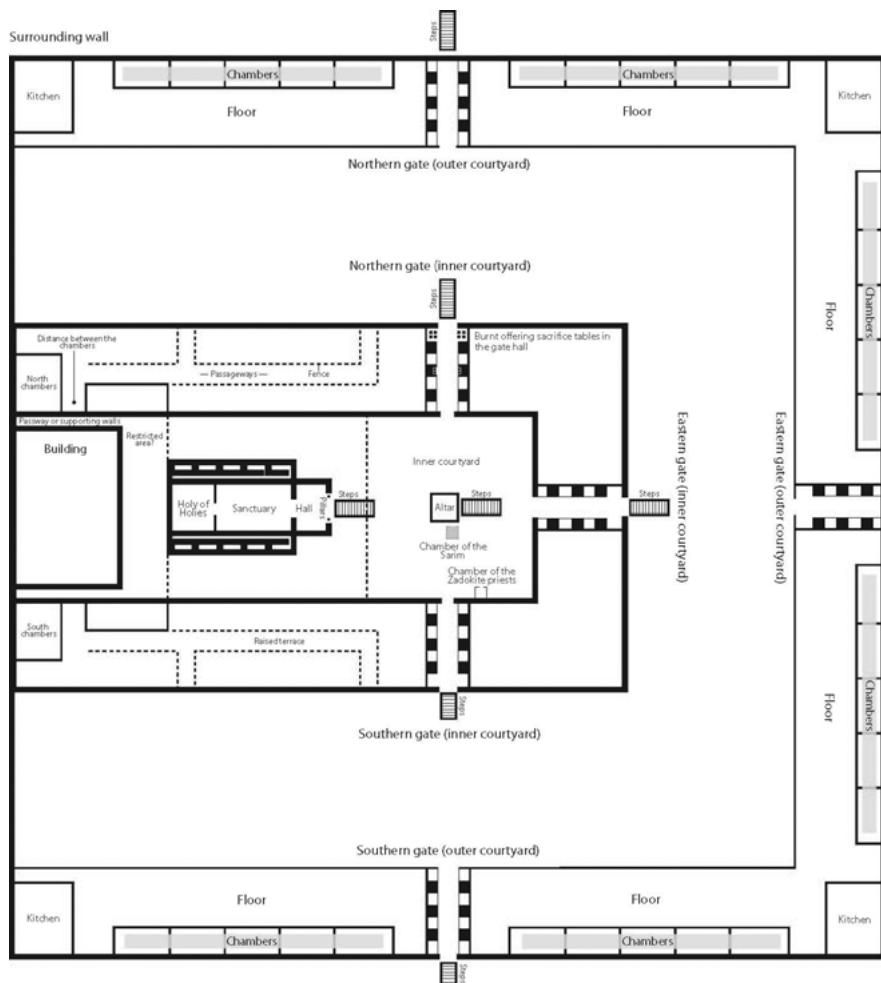 Steps
Surrounding wall
Chambers
Chambers
Kitchen
Kitchen
Floor
Floor
Northern gate (outer courtyard)
Chambers
Northern gate (inner courtyard)
Steps
Floor
Distance between the
chambers
Burnt offering sacrifice tables in
the gate hall
North
chambers
— Passageways —
Fence
Passway or supporting walls
Restricted
area?
Building
Inner courtyard
Eastern gate (inner courtyard)
Eastern gate (outer courtyard)
Holy of
Holies
Sanctuary
Hall
Pillars
Steps
Altar
Steps
Steps
Chamber of the
Sarim
Chamber of the
Zadokite priests
South
chambers
Raised terrace
Steps
Floor
Chambers
Southern gate (inner courtyard)
Southern gate (outer courtyard)
Kitchen
Floor
Floor
Kitchen
Chambers
Chambers
Steps